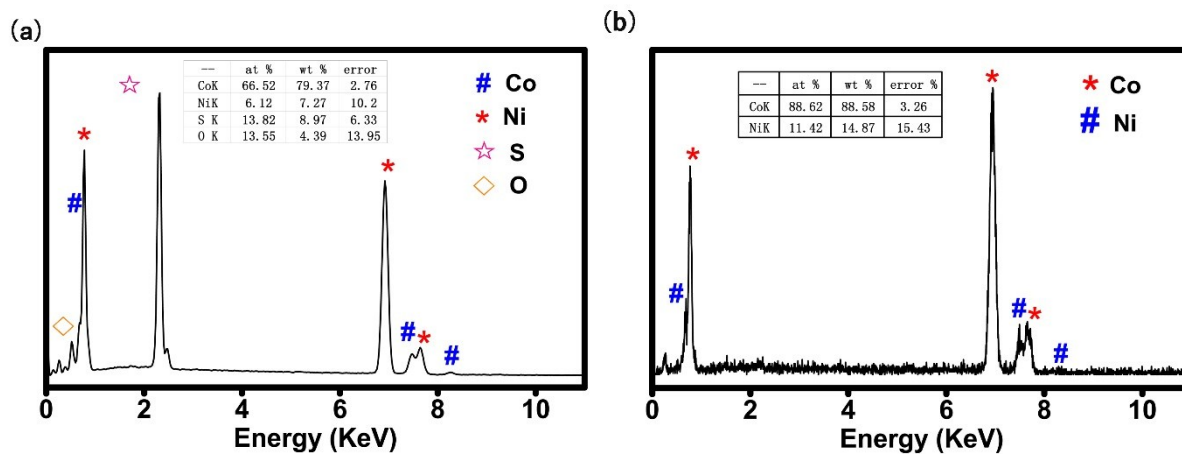 (a)
-- at % wt % error
CoK 66.52 79.37 2.76
NiK 6.12 7.27 10.2
S K 13.82 8.97 6.33
O K 13.55 4.39 13.95
# Co
* Ni
☆ S
◇ O
0 2 4 6 8 10
Energy (KeV)
(b)
-- at % wt % error %
CoK 88.62 88.58 3.26
NiK 11.42 14.87 15.43
* Co
# Ni
0 2 4 6 8 10
Energy (KeV)